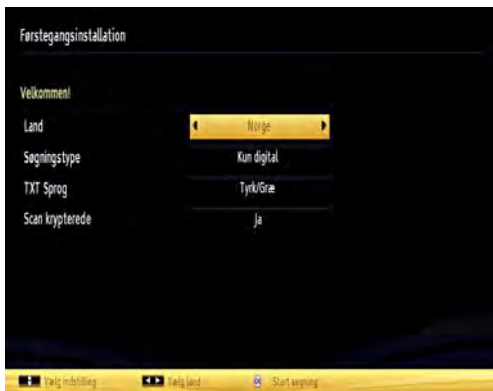 Førstegangsinstallation
Velkommen!
Land Norge
Søgningstype Kun digital
TXT Sprog Tyrk/Græ
Scan krypterede Ja
Vælg indstilling Vælg land OK Start søgning